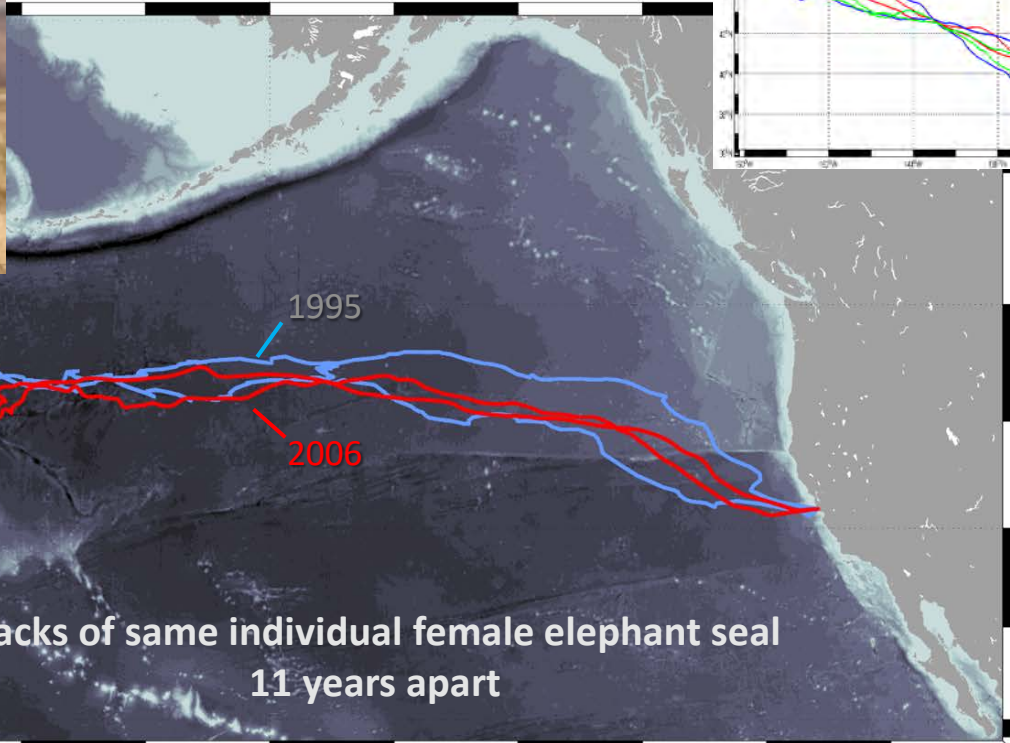 1995
2006
acks of same individual female elephant seal
11 years apart